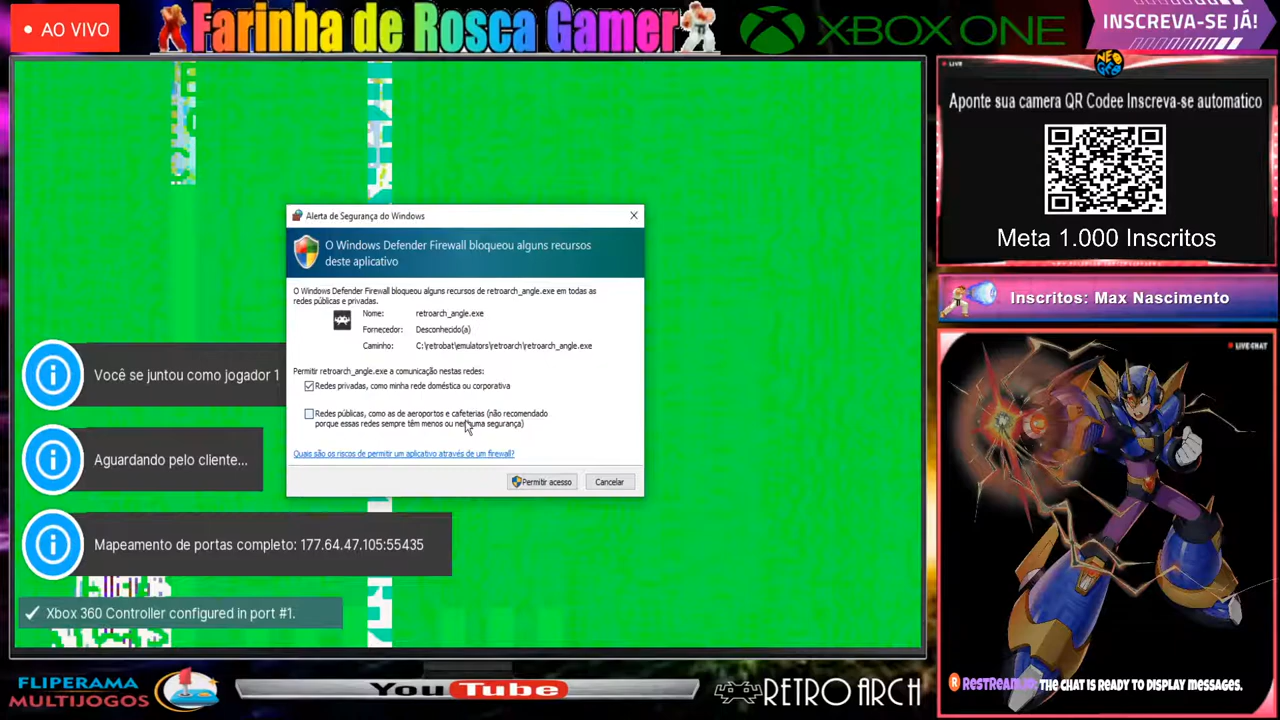 • AO VIVO
Farinha de Rosca Gamer
XBOX ONE
INSCREVA-SE JÁ!
LIVE
NEO GEO
Aponte sua camera QR Codee Inscreva-se automatico
Meta 1.000 Inscritos
Inscritos: Max Nascimento
LIVECHAT
Alerta de Segurança do Windows
O Windows Defender Firewall bloqueou alguns recursos
deste aplicativo
O Windows Defender Firewall bloqueou alguns recursos de retroarch_angle.exe em todas as
redes públicas e privadas.
Nome: retroarch_angle.exe
Fornecedor: Desconhecido(a)
Caminho: C:\retrobat\emulators\retroarch\retroarch_angle.exe
Permitir retroarch_angle.exe a comunicação nestas redes:
Redes privadas, como minha rede doméstica ou corporativa
Redes públicas, como as de aeroportos e cafeterias (não recomendado
porque essas redes sempre têm menos ou nenhuma segurança)
Quais são os riscos de permitir um aplicativo através de um firewall?
Permitir acesso
Cancelar
Você se juntou como jogador 1
Aguardando pelo cliente...
Mapeamento de portas completo: 177.64.47.105:55435
Xbox 360 Controller configured in port #1.
RESTREAM.IO: THE CHAT IS READY TO DISPLAY MESSAGES.
FLIPERAMA
MULTIJOGOS
YouTube
RETROARCH